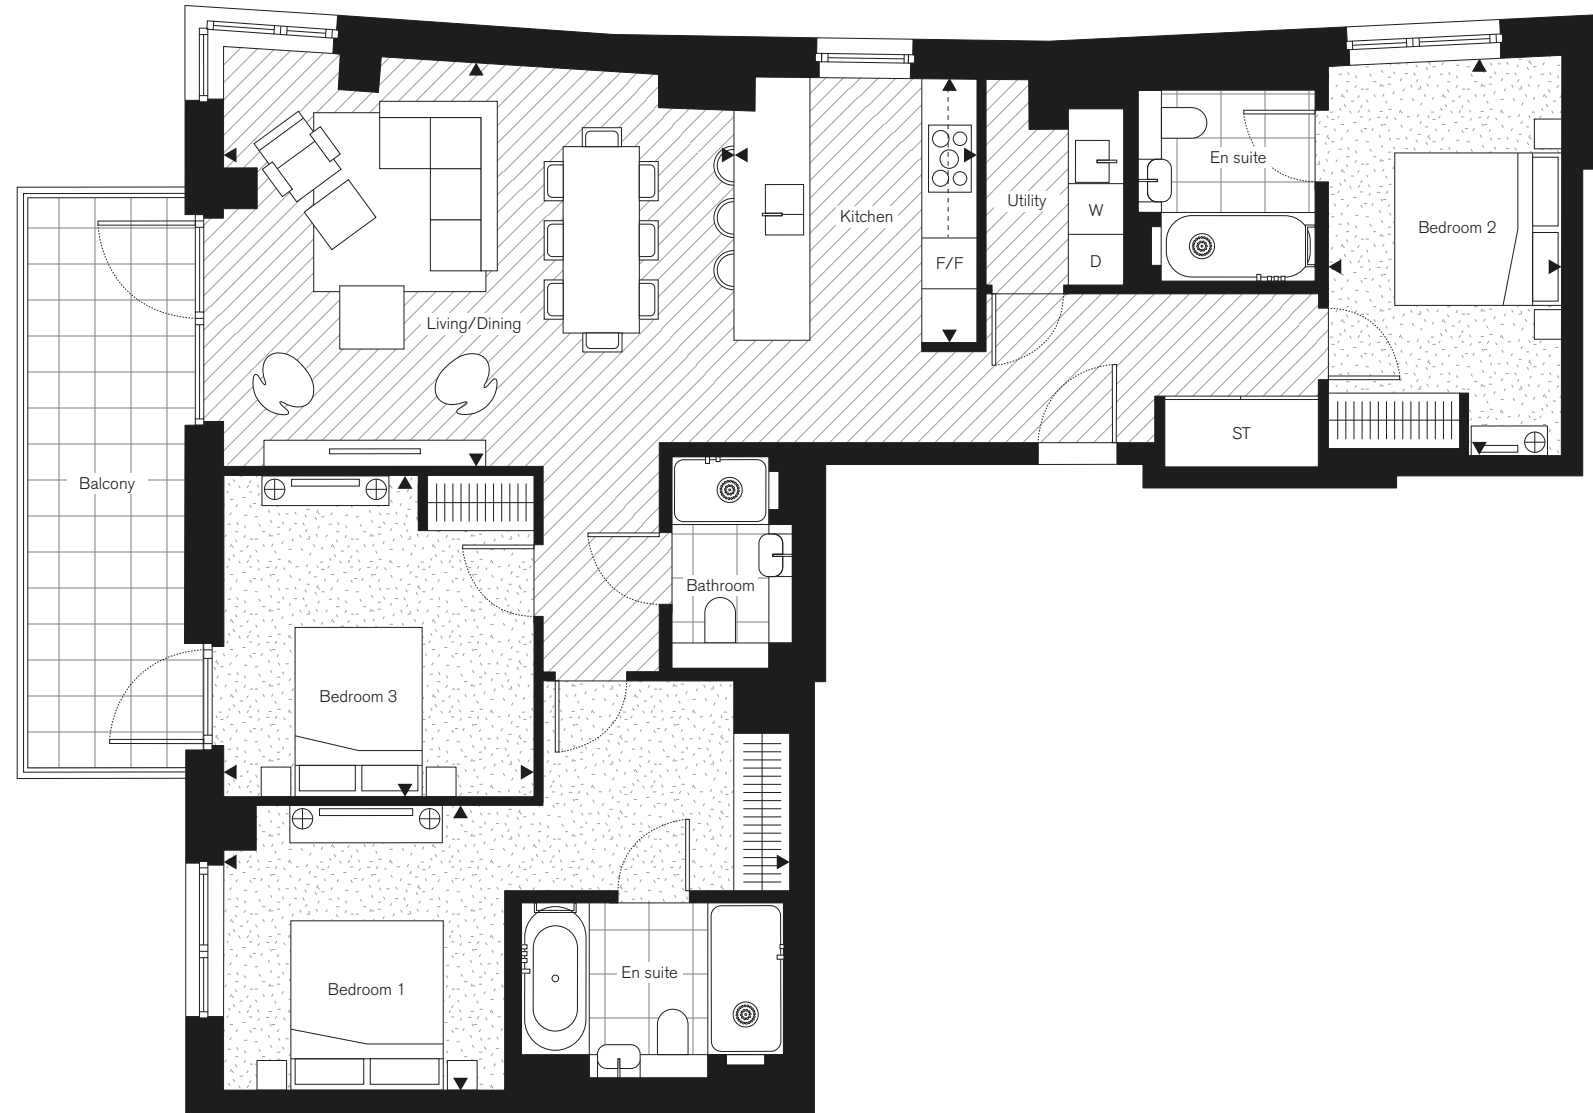 En suite
Utility
W
Kitchen
Bedroom 2
F/F
D
Living/Dining
ST
Balcony
Bathroom
Bedroom 3
En suite
Bedroom 1